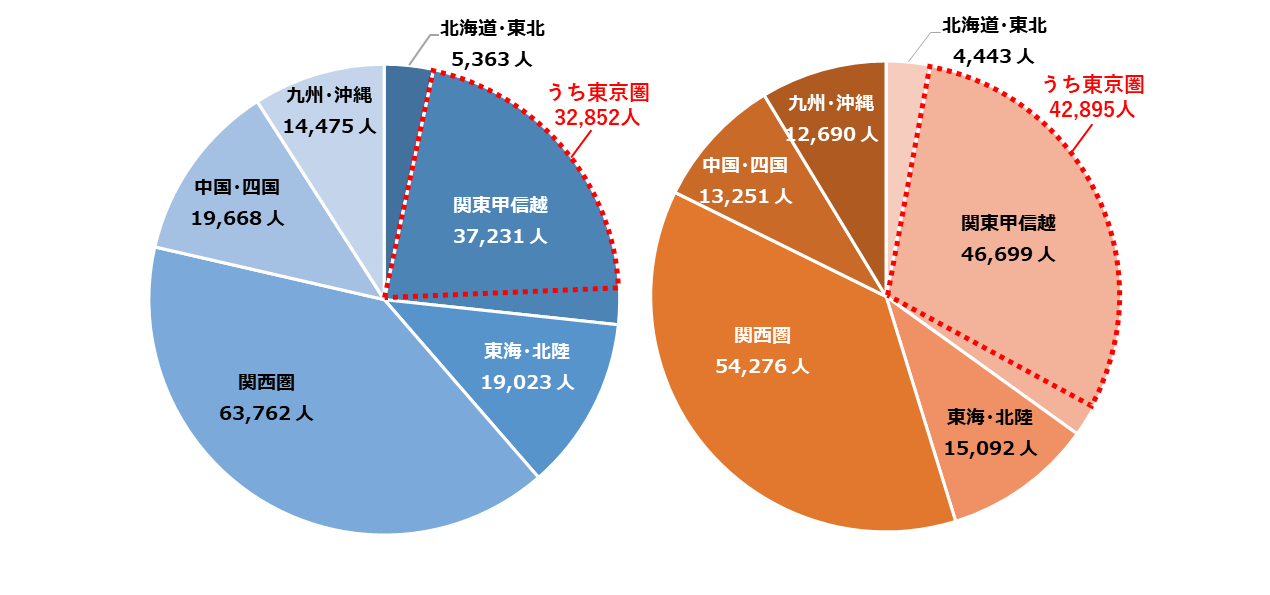 北海道・東北
5,363 人
うち東京圏
32,852人
関東甲信越
37,231 人
東海・北陸
19,023 人
関西圏
63,762 人
中国・四国
19,668 人
九州・沖縄
14,475 人
北海道・東北
4,443 人
うち東京圏
42,895人
関東甲信越
46,699 人
東海・北陸
15,092 人
関西圏
54,276 人
中国・四国
13,251 人
九州・沖縄
12,690 人